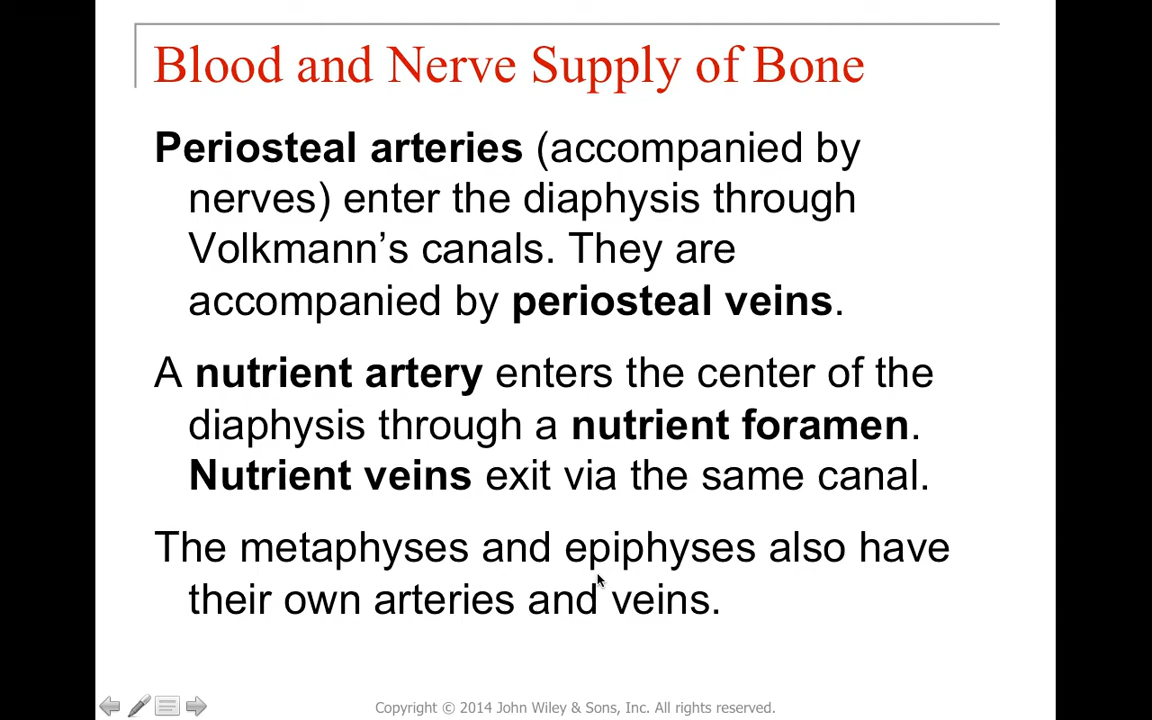 Blood and Nerve Supply of Bone
Periosteal arteries (accompanied by
nerves) enter the diaphysis through
Volkmann’s canals. They are
accompanied by periosteal veins.
A nutrient artery enters the center of the
diaphysis through a nutrient foramen.
Nutrient veins exit via the same canal.
The metaphyses and epiphyses also have
their own arteries and veins.
Copyright © 2014 John Wiley & Sons, Inc. All rights reserved.